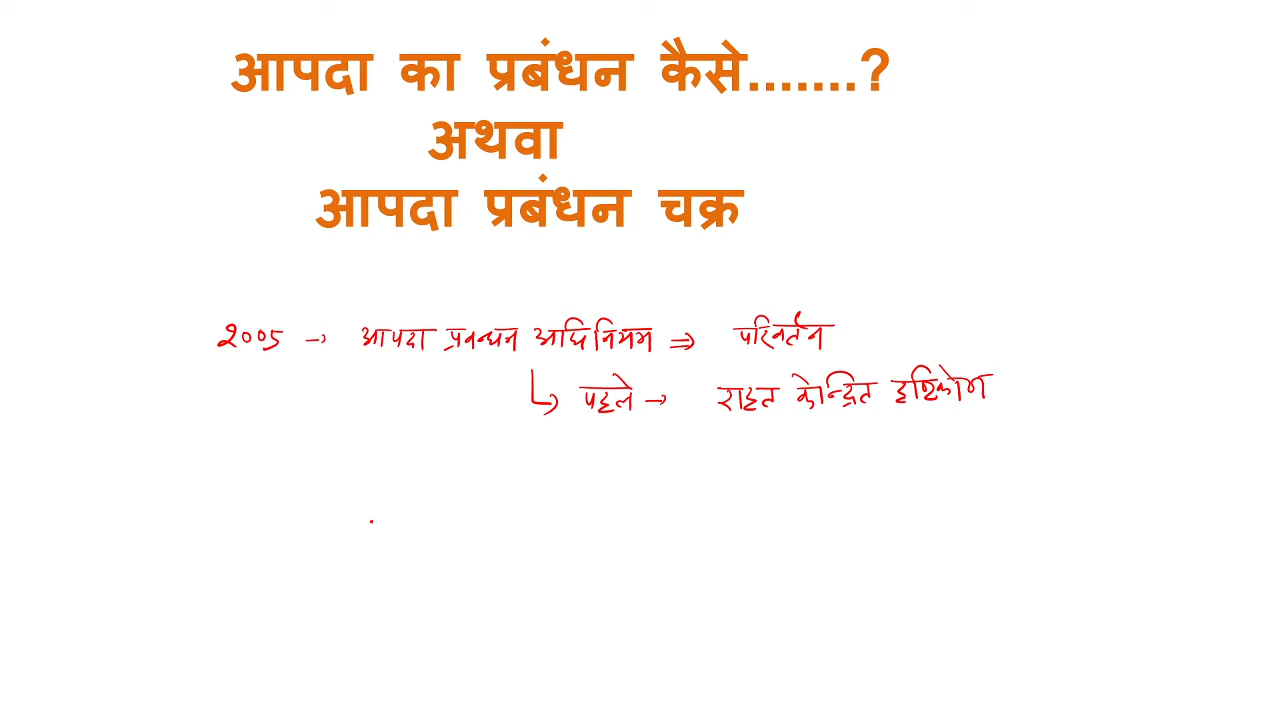 आपदा का प्रबंधन कैसे.......?
अथवा
आपदा प्रबंधन चक्र
2005 → आपदा प्रबन्धन अधिनियम ⇒ परिवर्तन
↳ पहले → राहत केन्द्रित दृष्टिकोण